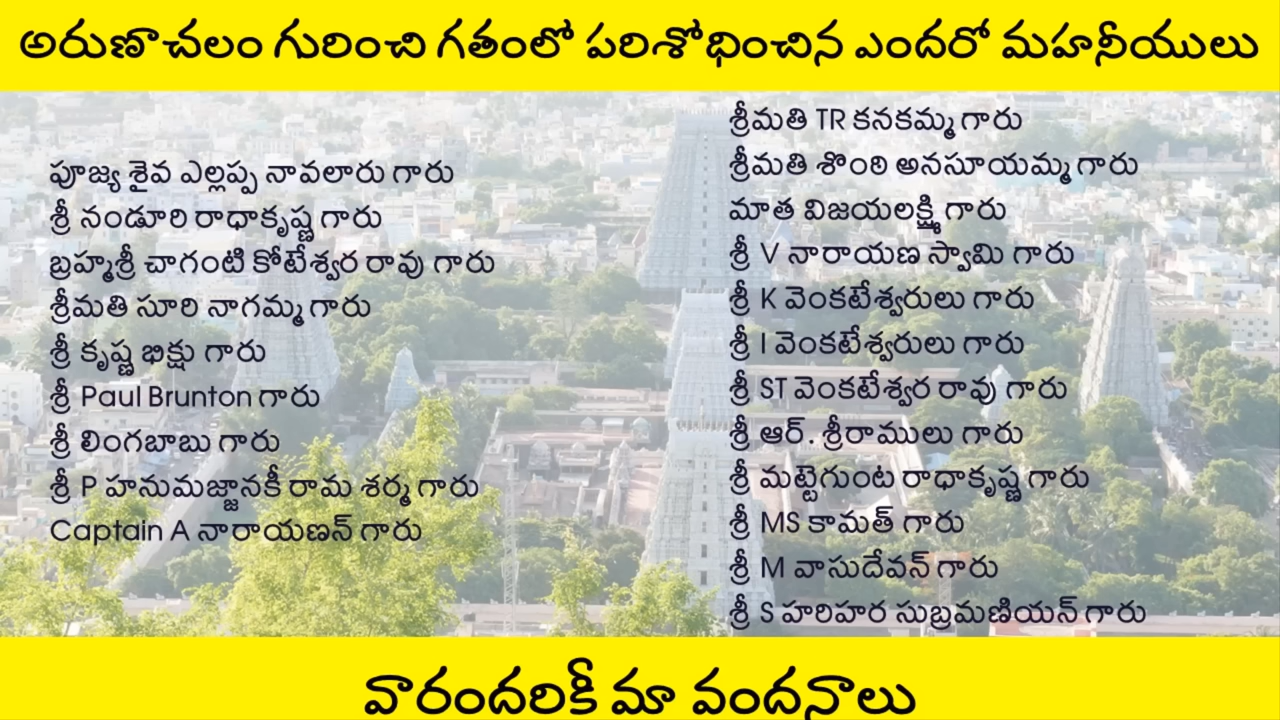 అరుణాచలం గురించి గతంలో పరిశోధించిన ఎందరో మహనీయులు
పూజ్య శైవ ఎల్లప్ప నావలారు గారు
శ్రీ నండూరి రాధాకృష్ణ గారు
బ్రహ్మశ్రీ చాగంటి కోటేశ్వర రావు గారు
శ్రీమతి సూరి నాగమ్మ గారు
శ్రీ కృష్ణ భిక్షు గారు
శ్రీ Paul Brunton గారు
శ్రీ లింగబాబు గారు
శ్రీ P హనుమజ్జానకీ రామ శర్మ గారు
Captain A నారాయణన్ గారు
శ్రీమతి TR కనకమ్మ గారు
శ్రీమతి శొంఠి అనసూయమ్మ గారు
మాత విజయలక్ష్మి గారు
శ్రీ V నారాయణ స్వామి గారు
శ్రీ K వెంకటేశ్వరులు గారు
శ్రీ I వెంకటేశ్వరులు గారు
శ్రీ ST వెంకటేశ్వర రావు గారు
శ్రీ ఆర్. శ్రీరాములు గారు
శ్రీ మట్టెగుంట రాధాకృష్ణ గారు
శ్రీ MS కామత్ గారు
శ్రీ M వాసుదేవన్ గారు
శ్రీ S హరిహర సుబ్రమణియన్ గారు
వారందరికీ మా వందనాలు